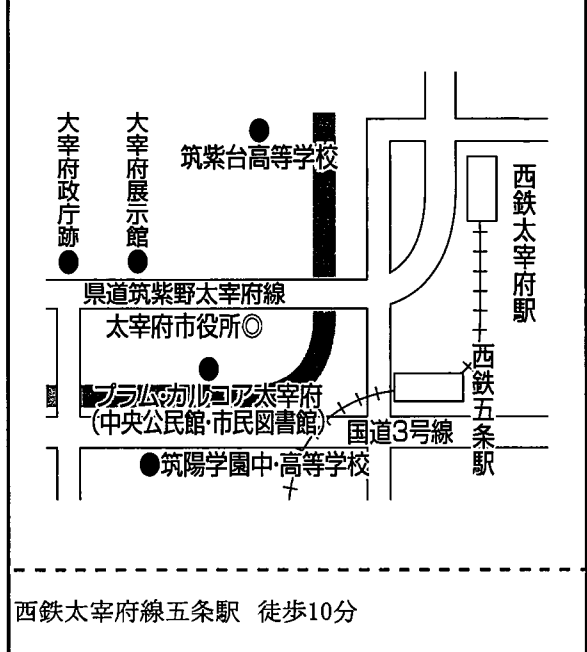 大宰府政庁跡
大宰府展示館
筑紫台高等学校
西鉄太宰府駅
県道筑紫野太宰府線
太宰府市役所◎
プラム・カルコア太宰府
(中央公民館・市民図書館)
国道3号線
西鉄五条駅
●筑陽学園中・高等学校
西鉄太宰府線五条駅 徒歩10分